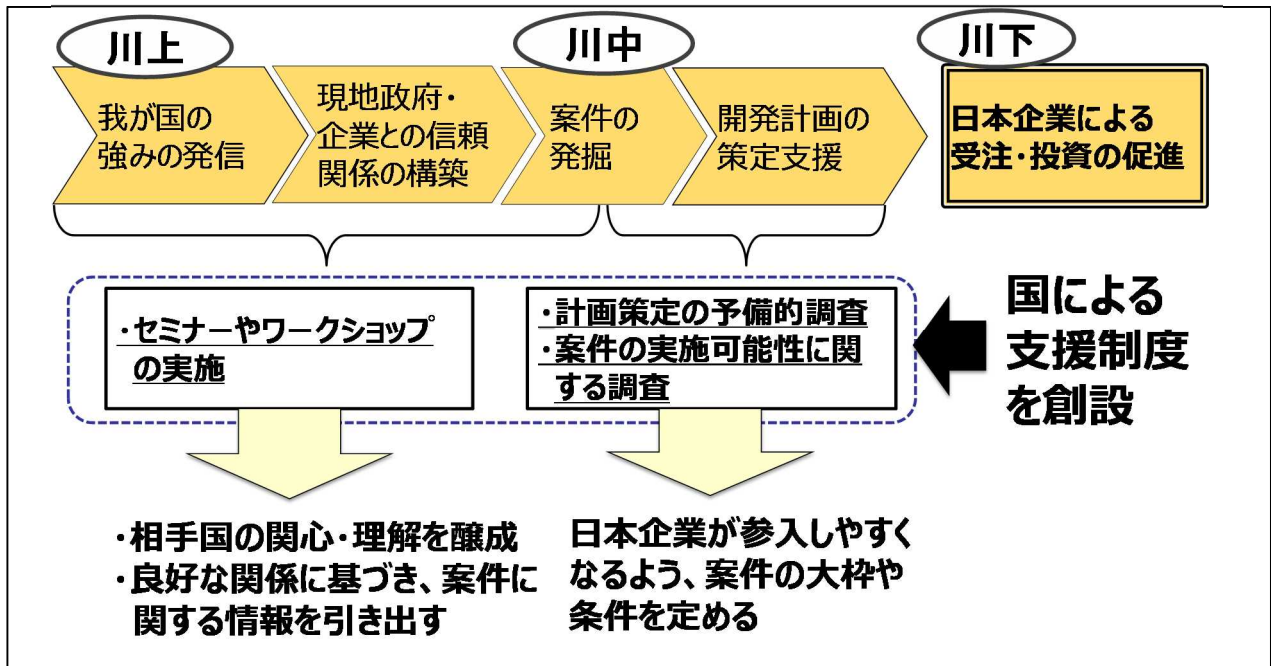 川上
川中
川下
我が国の
強みの発信
現地政府・
企業との信頼
関係の構築
案件の
発掘
開発計画の
策定支援
日本企業による
受注・投資の促進
・セミナーやワークショップ
の実施
・計画策定の予備的調査
・案件の実施可能性に関
する調査
国による
支援制度
を創設
・相手国の関心・理解を醸成
・良好な関係に基づき、案件に
関する情報を引き出す
日本企業が参入しやすく
なるよう、案件の大枠や
条件を定める